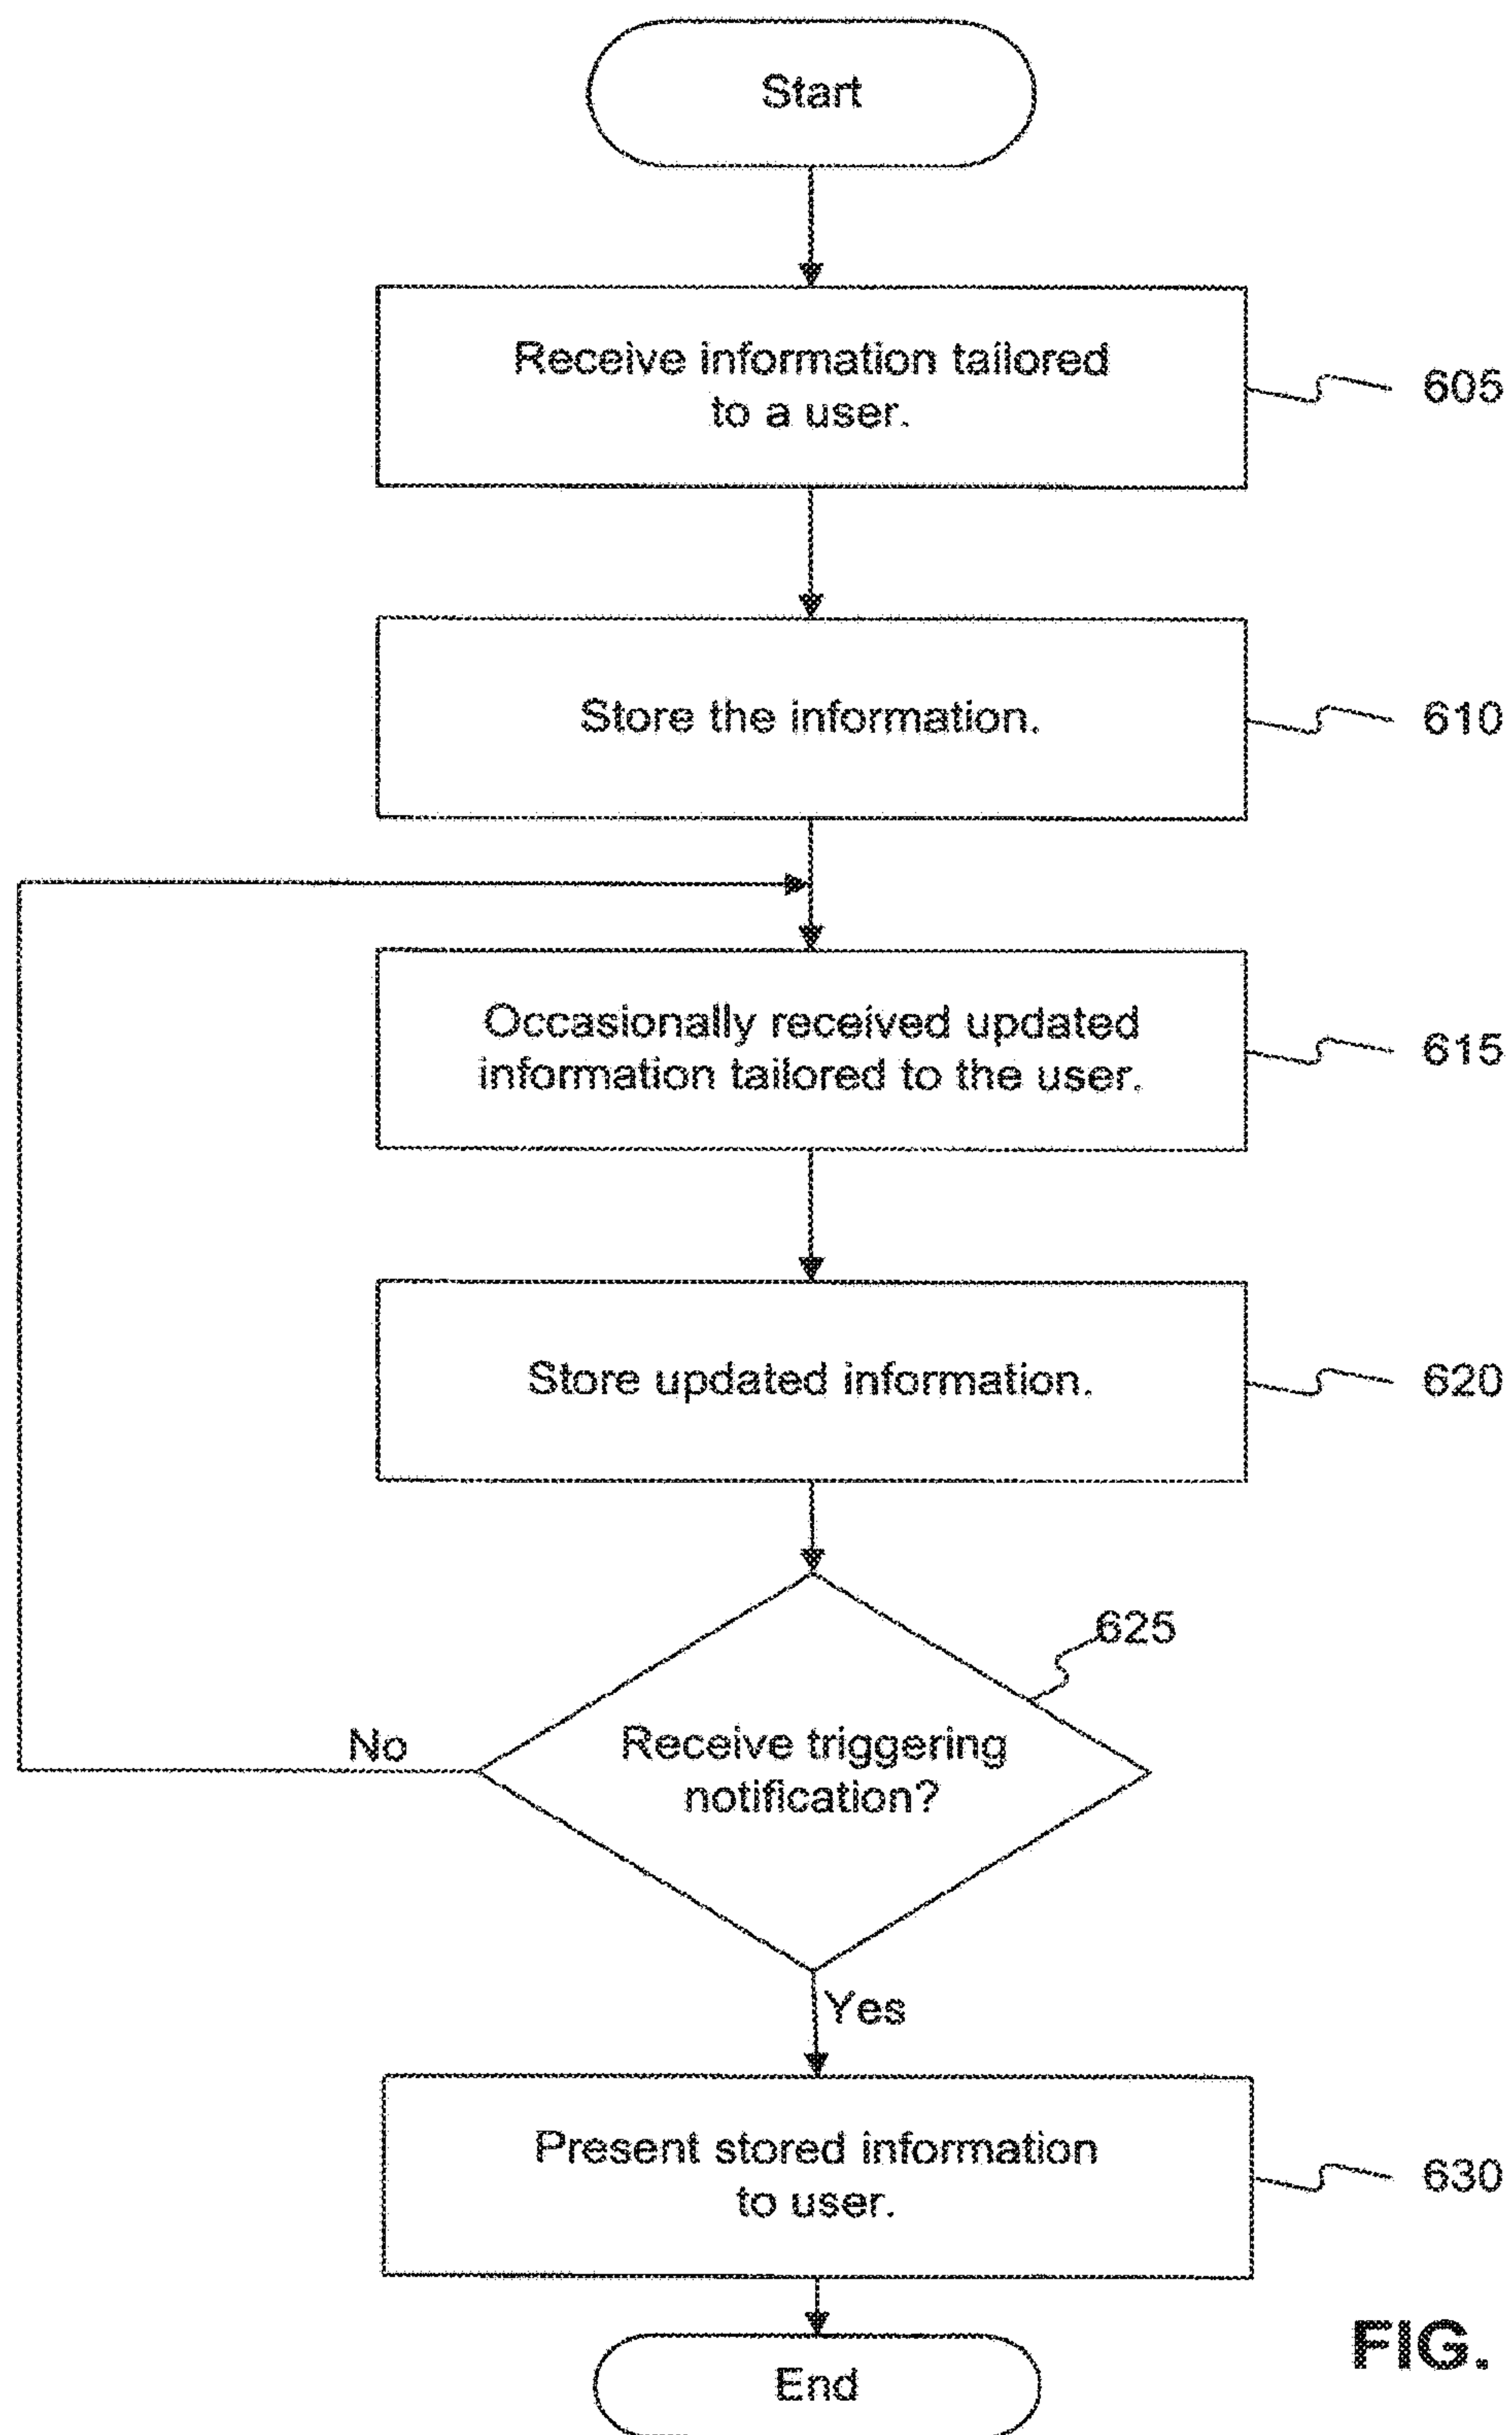 Start
Receive information tailored
to a user.
605
Store the information.
610
Occasionally received updated
information tailored to the user.
615
Store updated information.
620
625
Receive triggering
notification?
No
Yes
Present stored information
to user.
630
End
FIG.